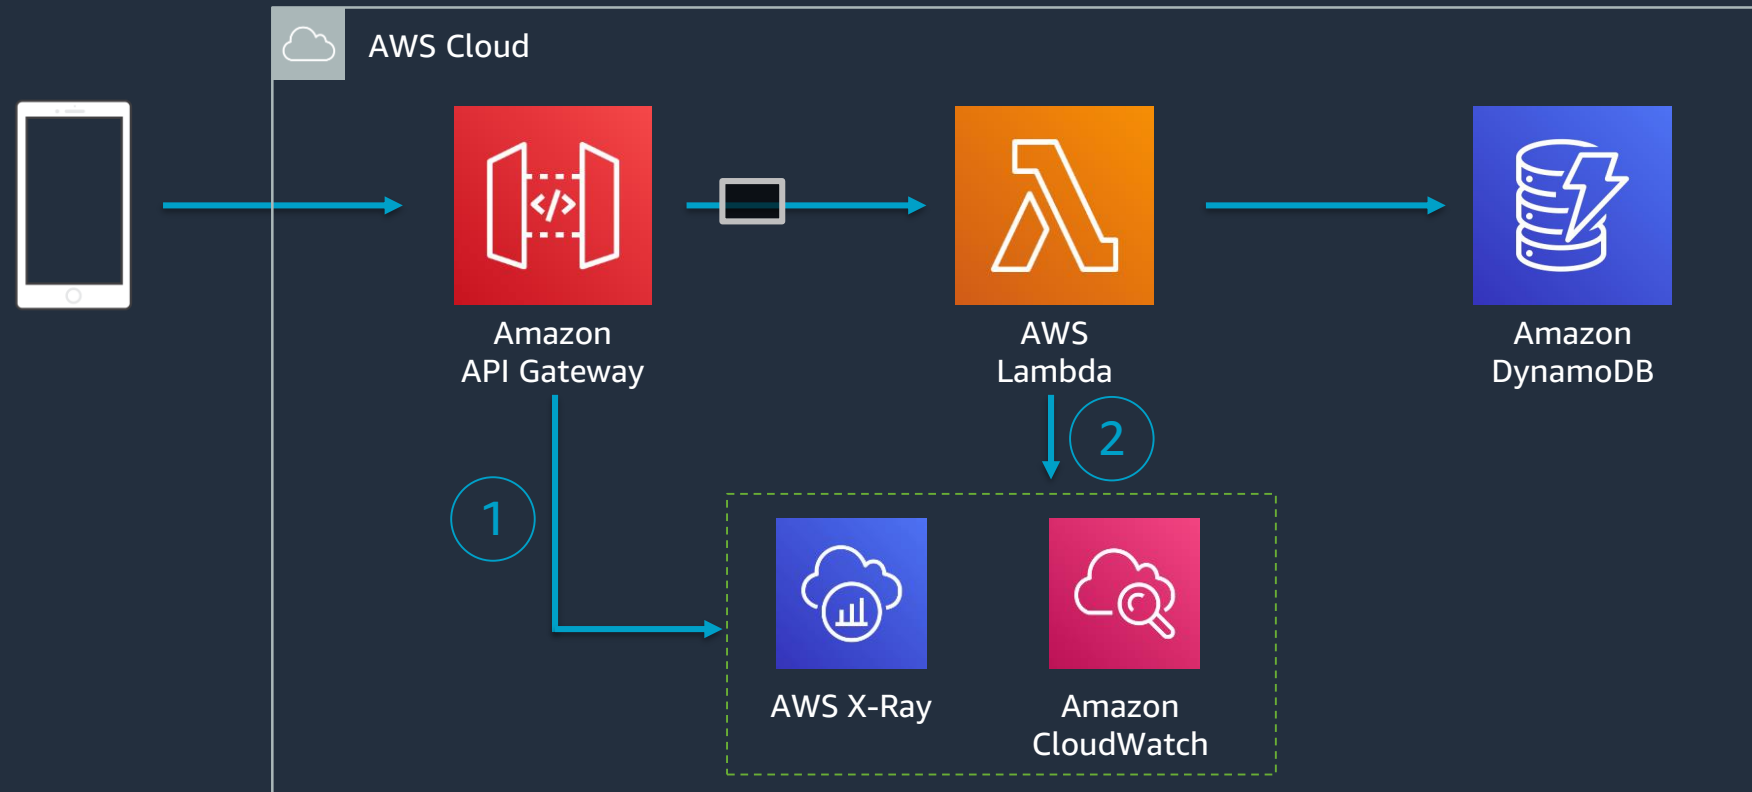 AWS Cloud
</>
Amazon
API Gateway
AWS
Lambda
Amazon
DynamoDB
1
2
AWS X-Ray
Amazon
CloudWatch